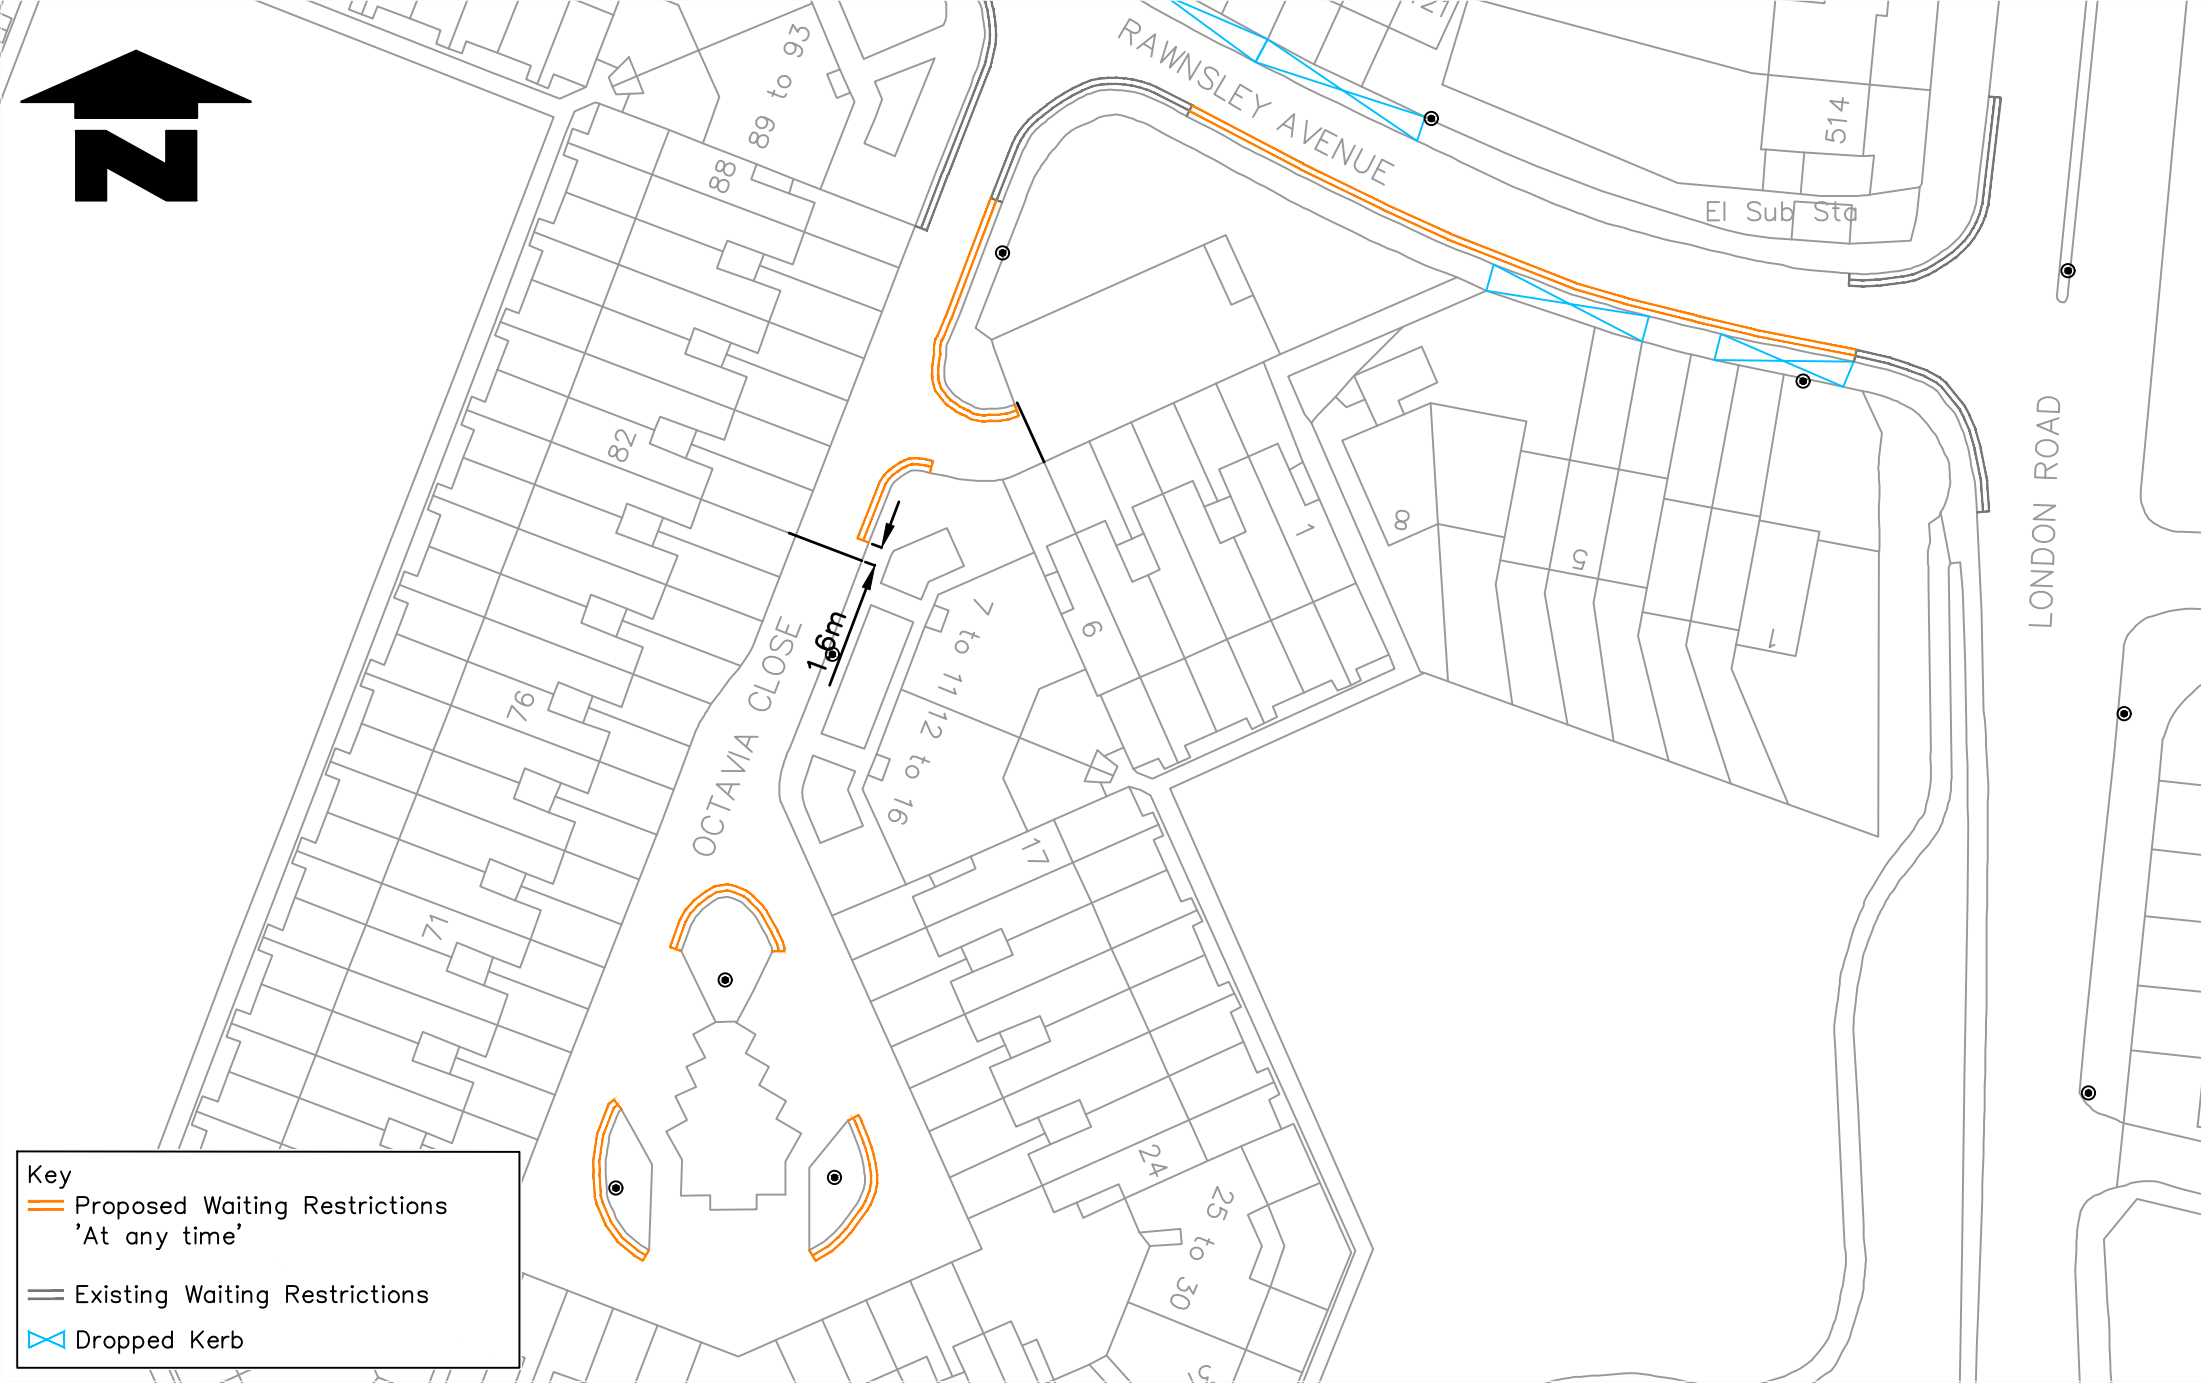 N
121
RAWNSLEY AVENUE
89 to 93
88
514
El Sub Sta
82
LONDON ROAD
1
8
5
1
6
1.6m
7 to 11
12 to 16
OCTAVIA CLOSE
76
71
17
24
25 to 30
Key
Proposed Waiting Restrictions
'At any time'
Existing Waiting Restrictions
Dropped Kerb